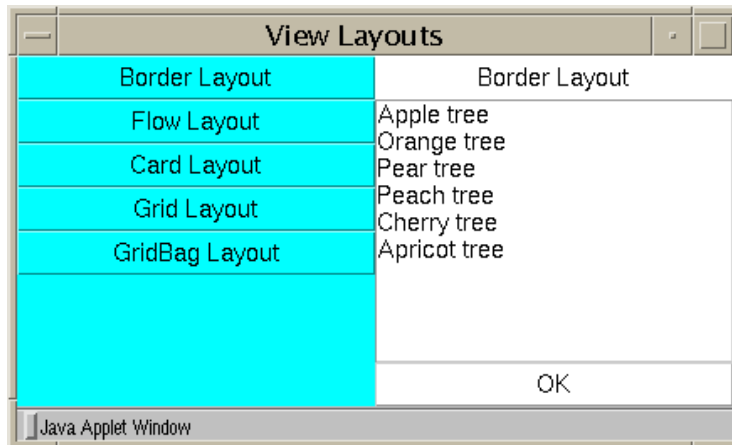 View Layouts
Border Layout
Flow Layout
Card Layout
Grid Layout
GridBag Layout
Border Layout
Apple tree
Orange tree
Pear tree
Peach tree
Cherry tree
Apricot tree
OK
Java Applet Window